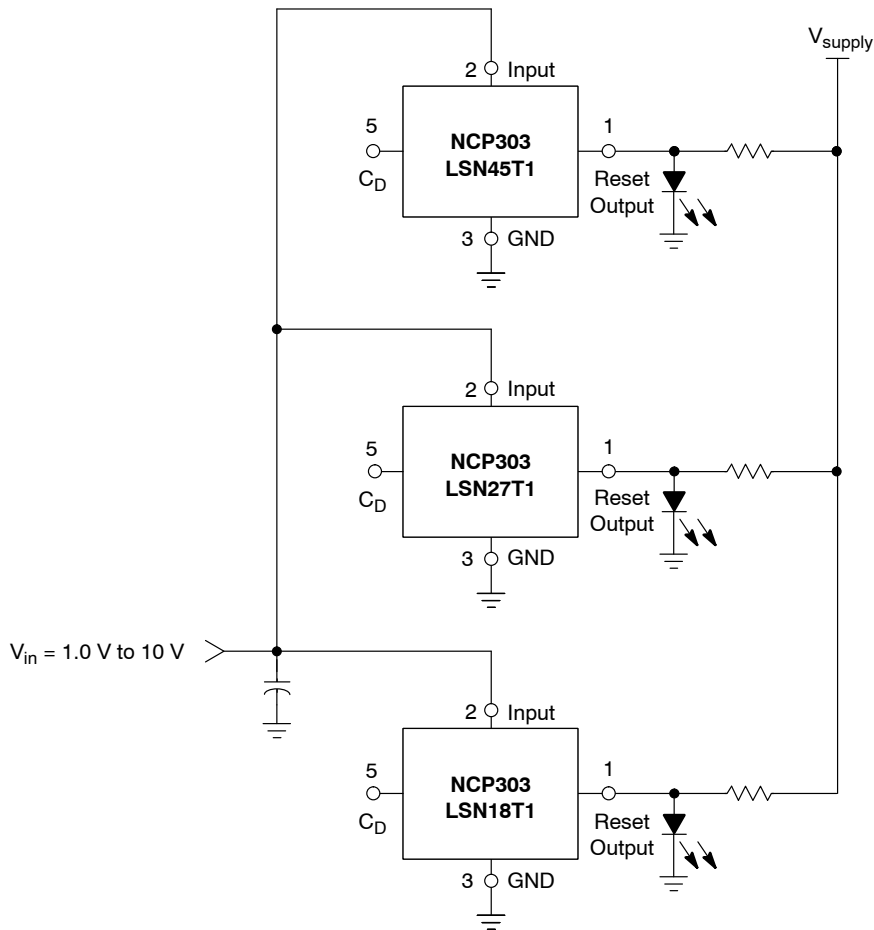 V_supply
2 Input
5
C_D
NCP303
LSN45T1
1
Reset
Output
3 GND
2 Input
5
C_D
NCP303
LSN27T1
1
Reset
Output
3 GND
V_in = 1.0 V to 10 V
2 Input
5
C_D
NCP303
LSN18T1
1
Reset
Output
3 GND